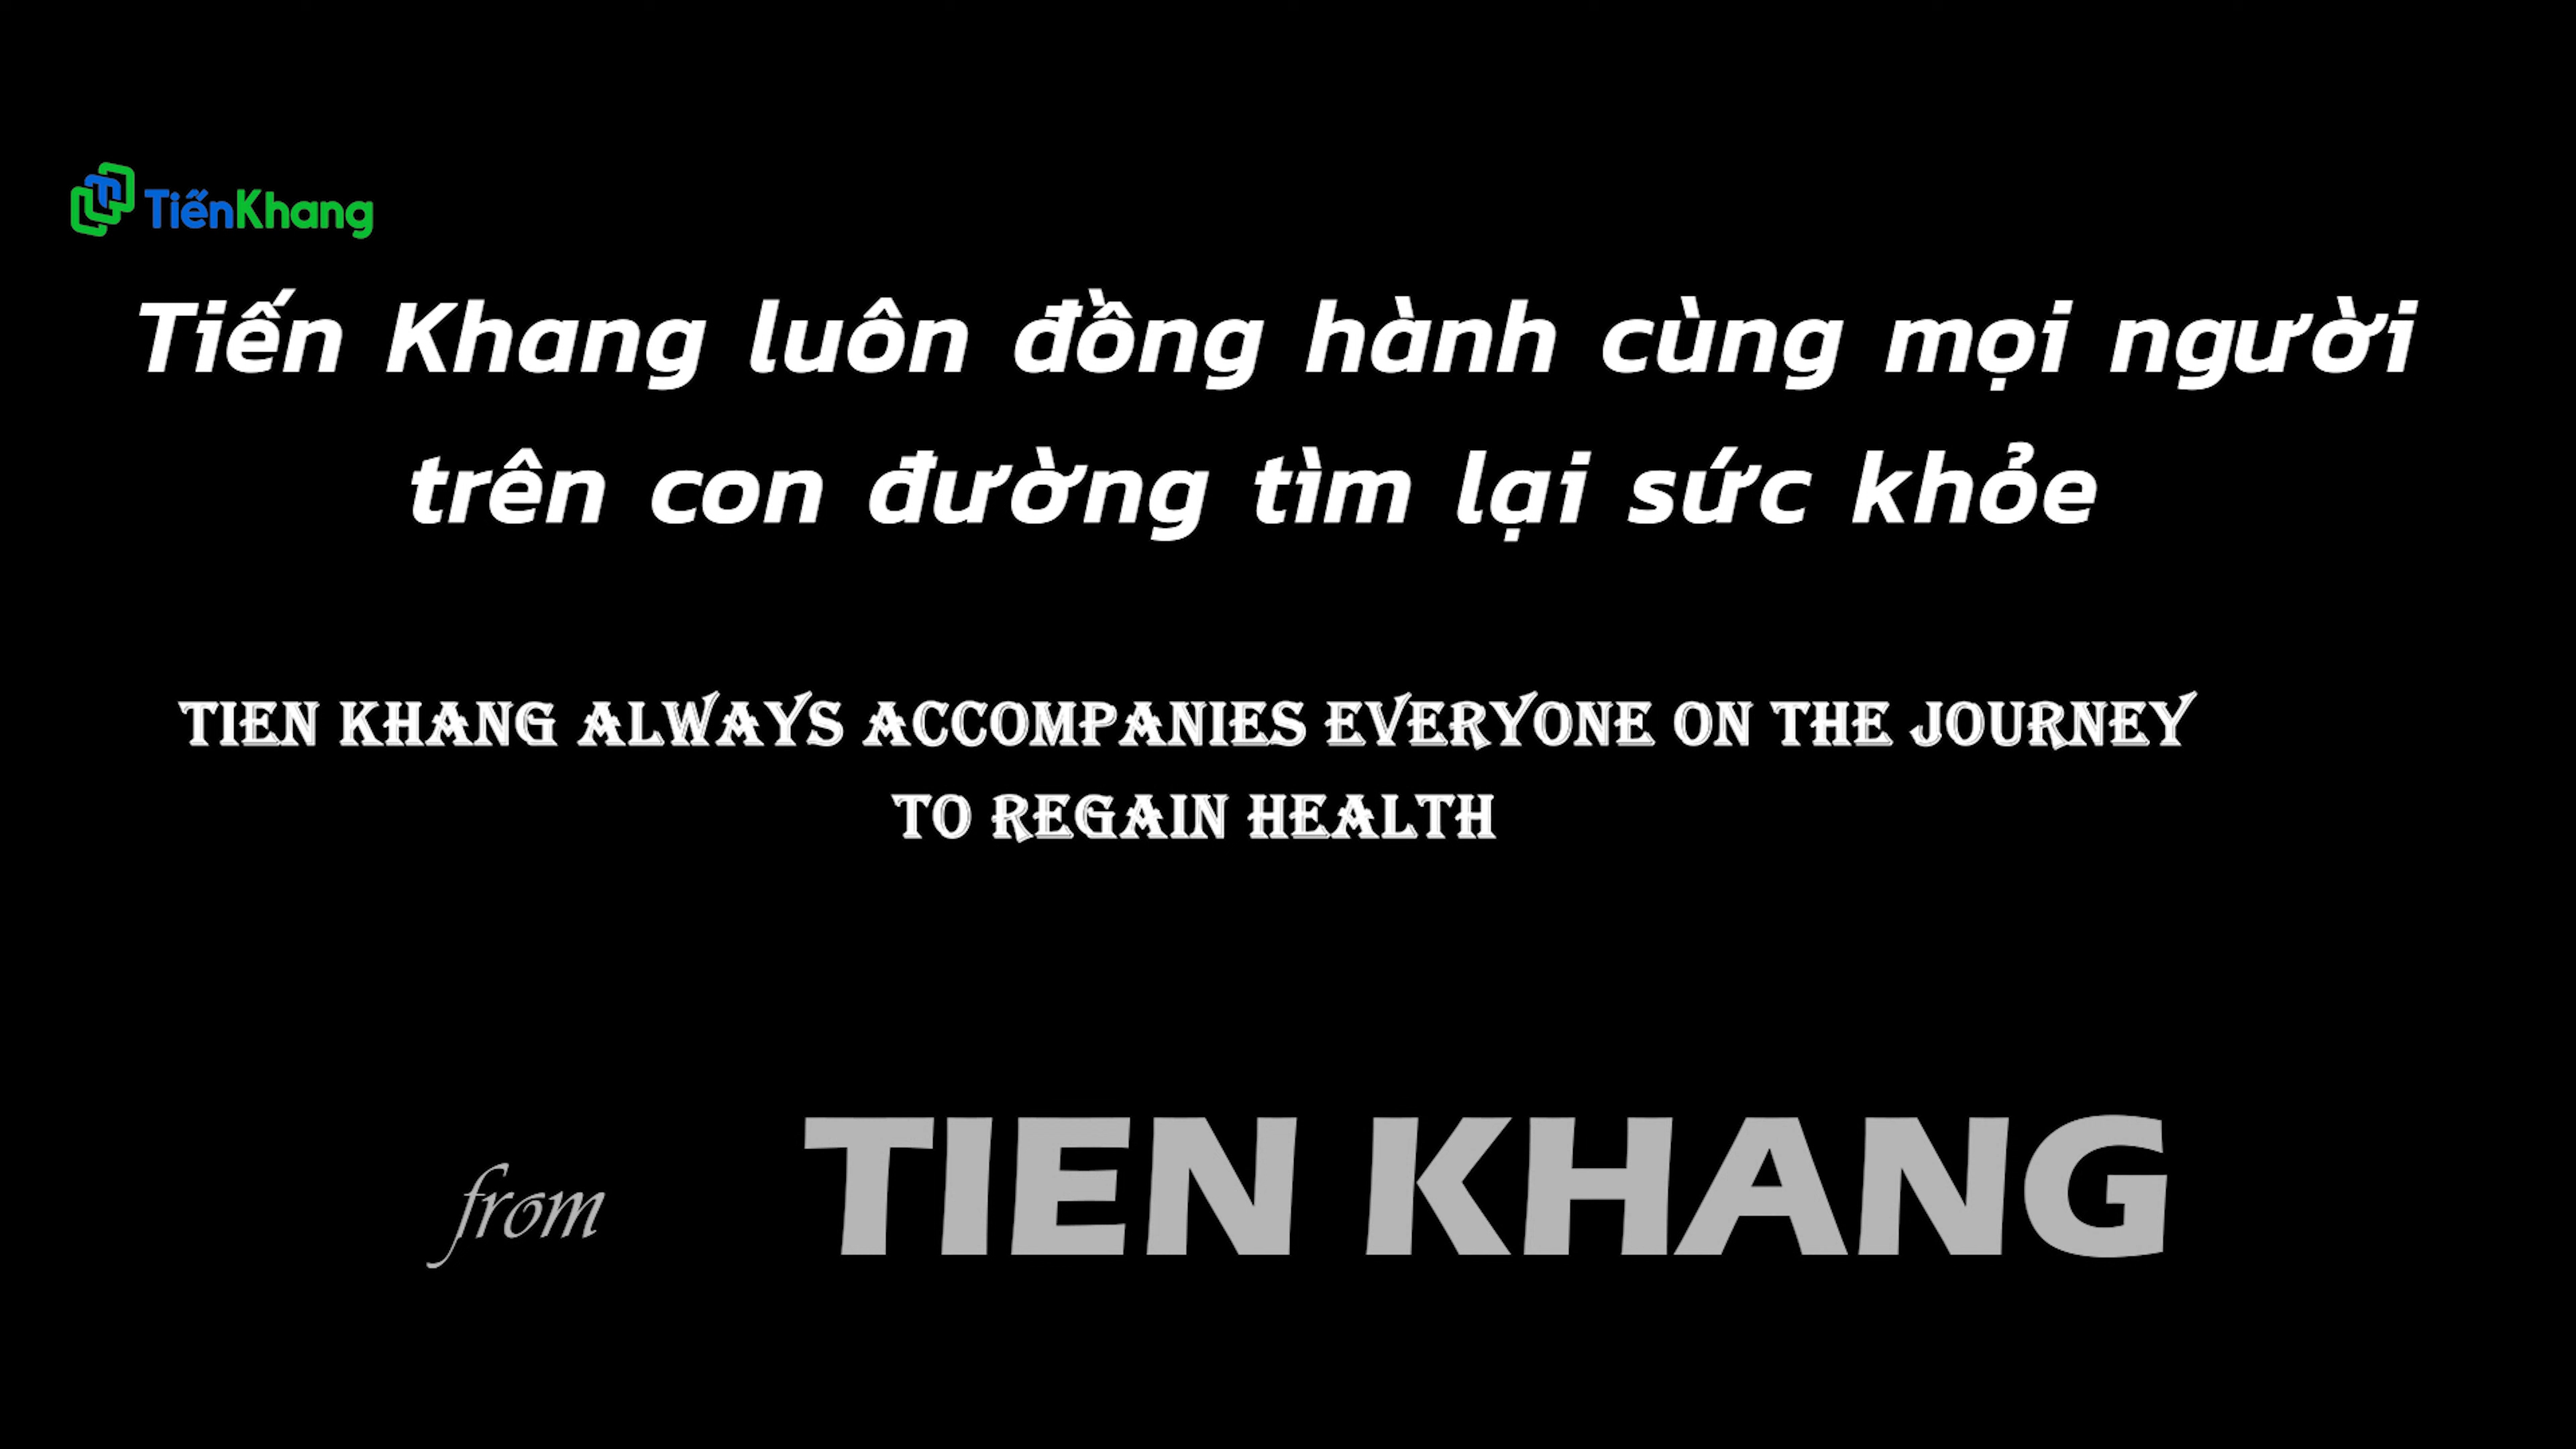 TiếnKhang
Tiến Khang luôn đồng hành cùng mọi người
trên con đường tìm lại sức khỏe
TIEN KHANG ALWAYS ACCOMPANIES EVERYONE ON THE JOURNEY
TO REGAIN HEALTH
from TIEN KHANG